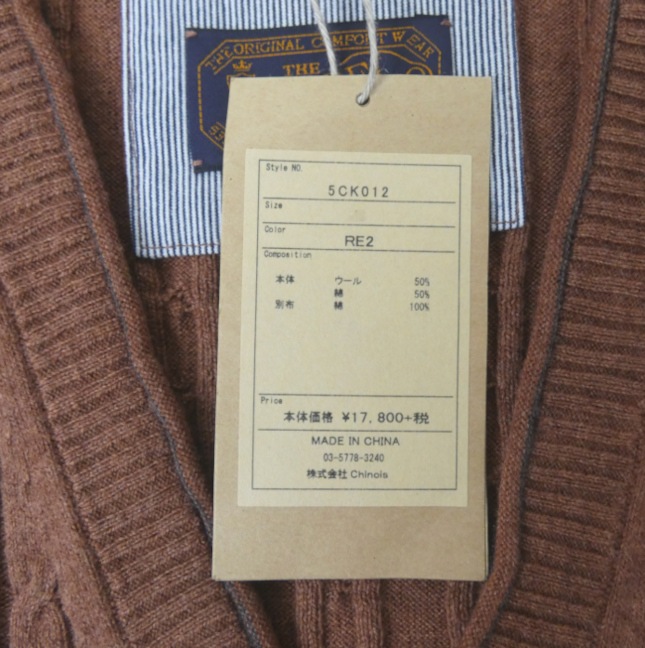 THE ORIGINAL COMFORT WEAR
THE
Style NO.
5CK012
Size
Color
RE2
Composition
本体 ウール 50%
綿 50%
別布 綿 100%
Price
本体価格 ¥17,800+税
MADE IN CHINA
03-5778-3240
株式会社 Chinois